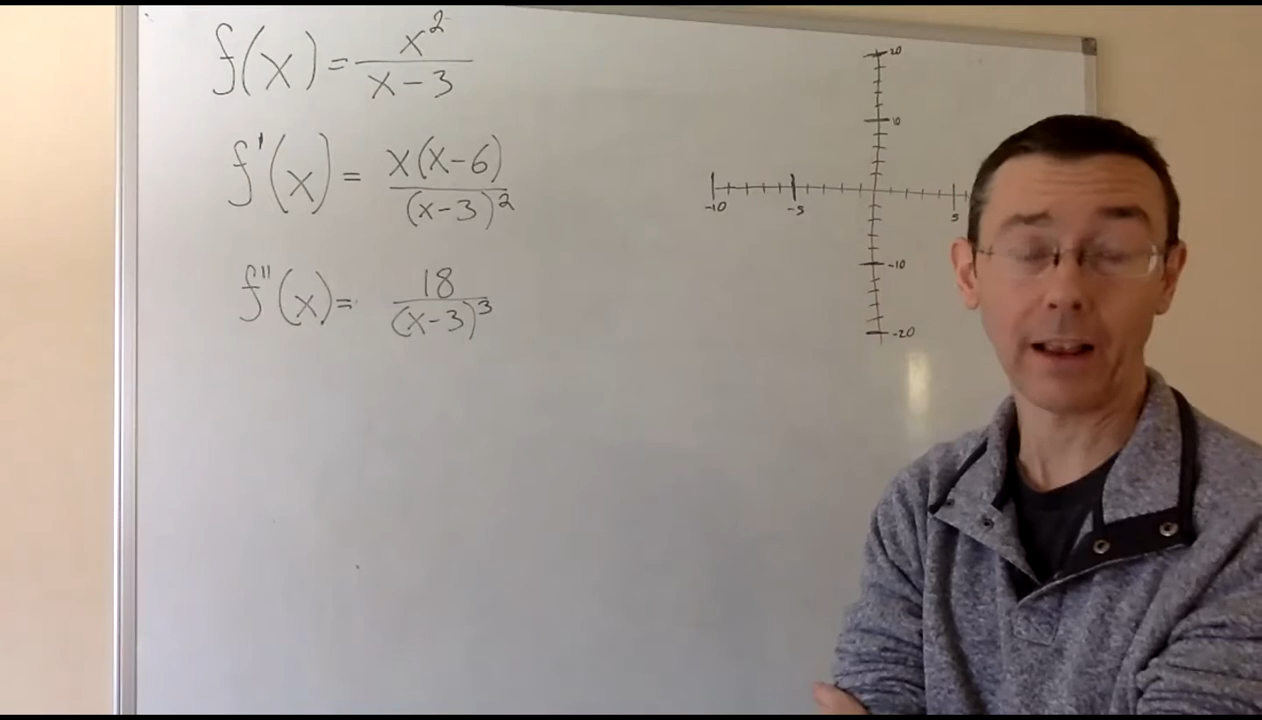 f(x) = x²/(x-3)
f'(x) = x(x-6)/(x-3)²
f''(x) = 18/(x-3)³
20
10
-10 -5 5
-10
-20